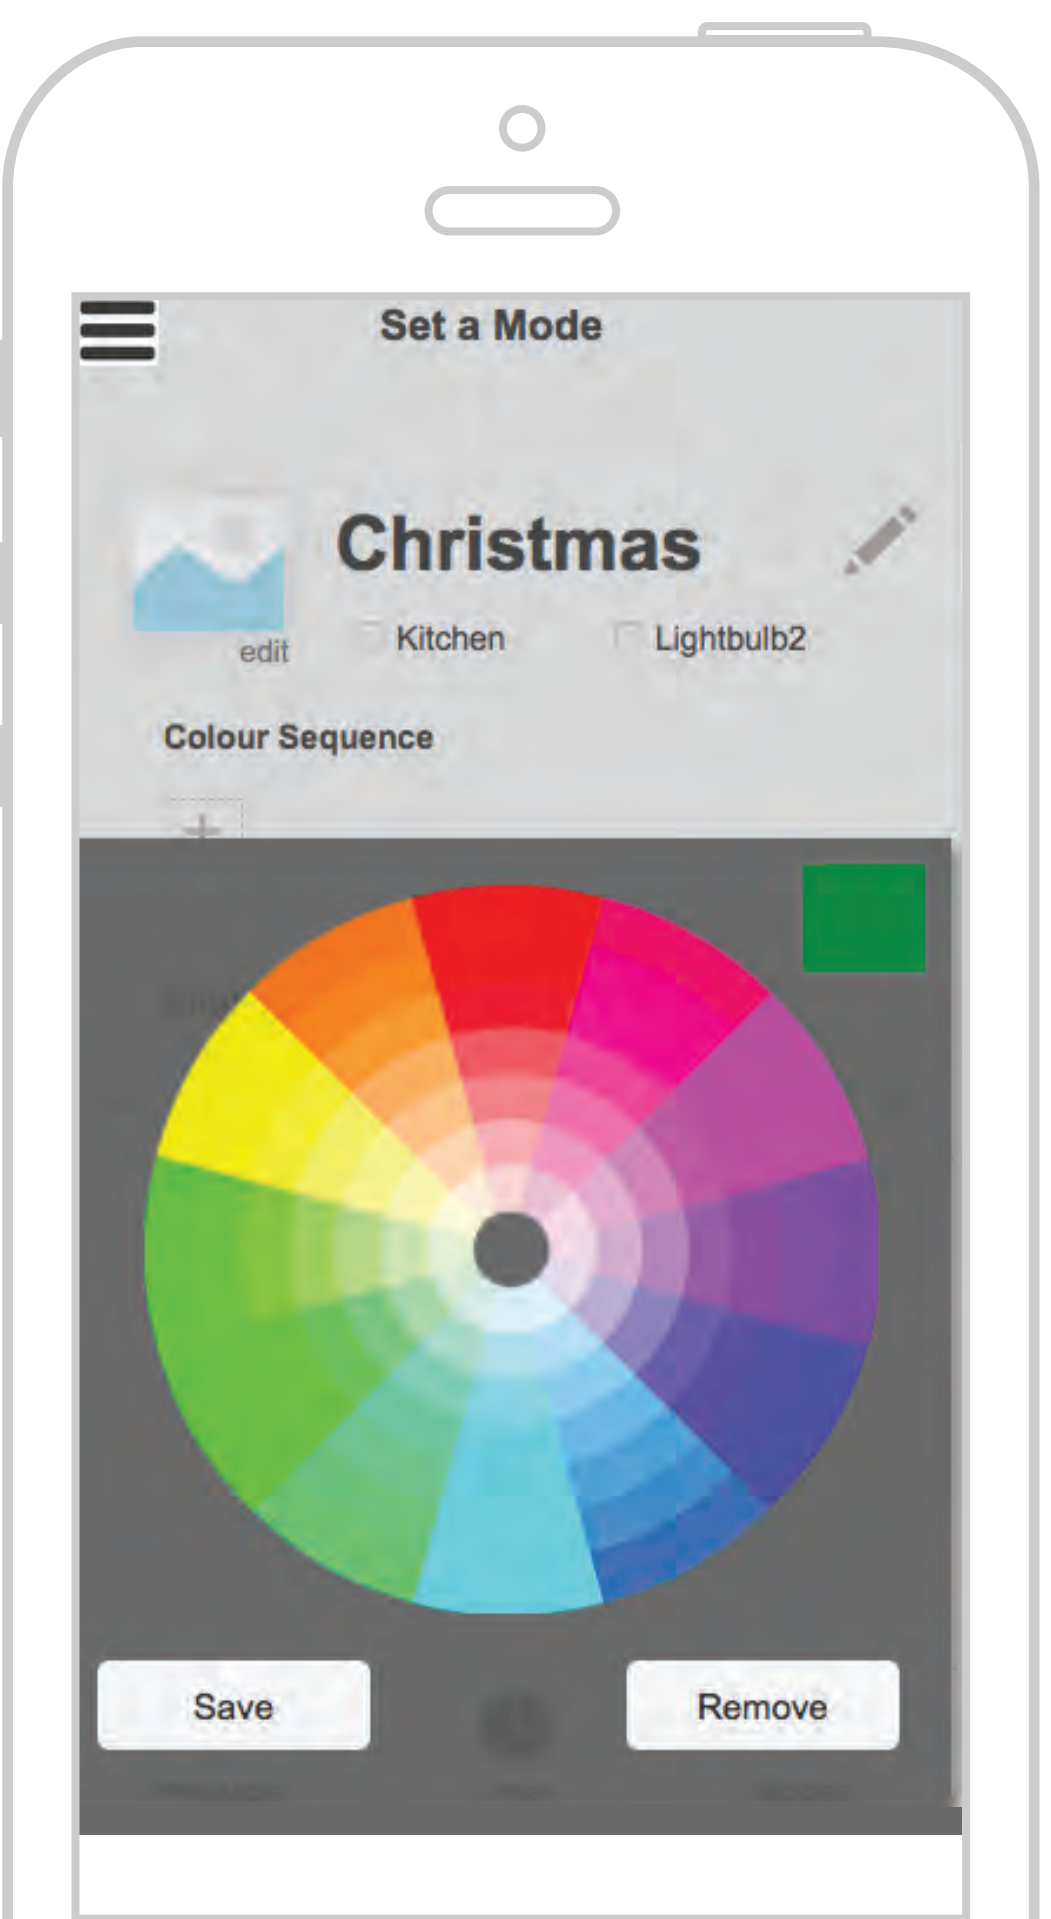 Set a Mode
Christmas
edit
Kitchen
Lightbulb2
Colour Sequence
+
Save
Remove